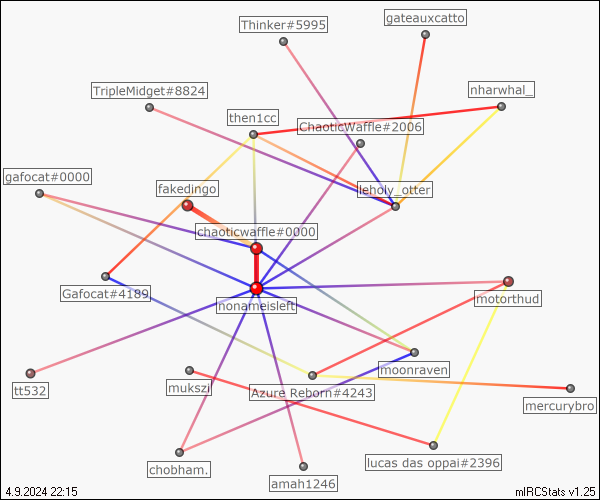 Thinker#5995
gateauxcatto
TripleMidget#8824
nharwhal_
then1cc
ChaoticWaffle#2006
gafocat#0000
fakedingo
leholy_otter
chaoticwaffle#0000
Gafocat#4189
nonameisleft
motorthud
moonraven
tt532
mukszi
Azure Reborn#4243
mercurybro
chobham.
lucas das oppai#2396
amah1246
4.9.2024 22:15
mIRCStats v1.25